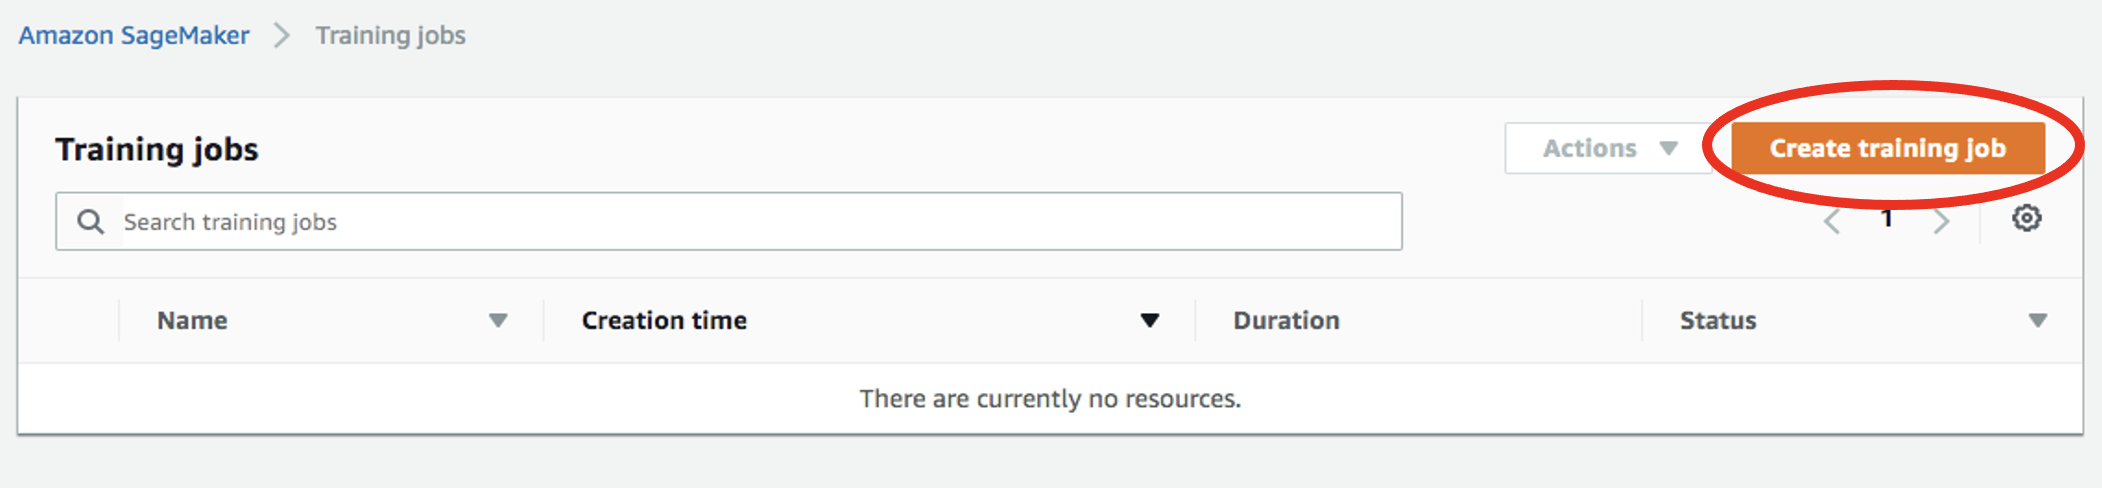 Amazon SageMaker > Training jobs
Training jobs
Actions
Create training job
Search training jobs
1
Name Creation time Duration Status
There are currently no resources.